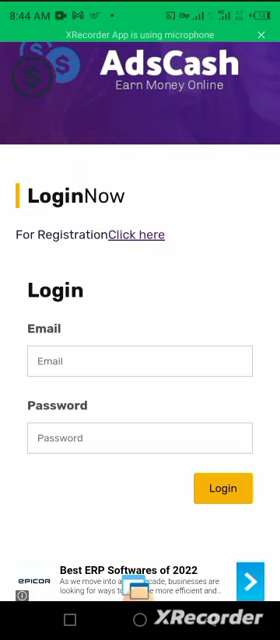 8:44 AM
XRecorder App is using microphone
AdsCash
Earn Money Online
LoginNow
For RegistrationClick here
Login
Email
Email
Password
Password
Login
Best ERP Softwares of 2022
EPICOR
As we move into a
cade, businesses are
looking for ways to
e more efficient and...
XRecorder